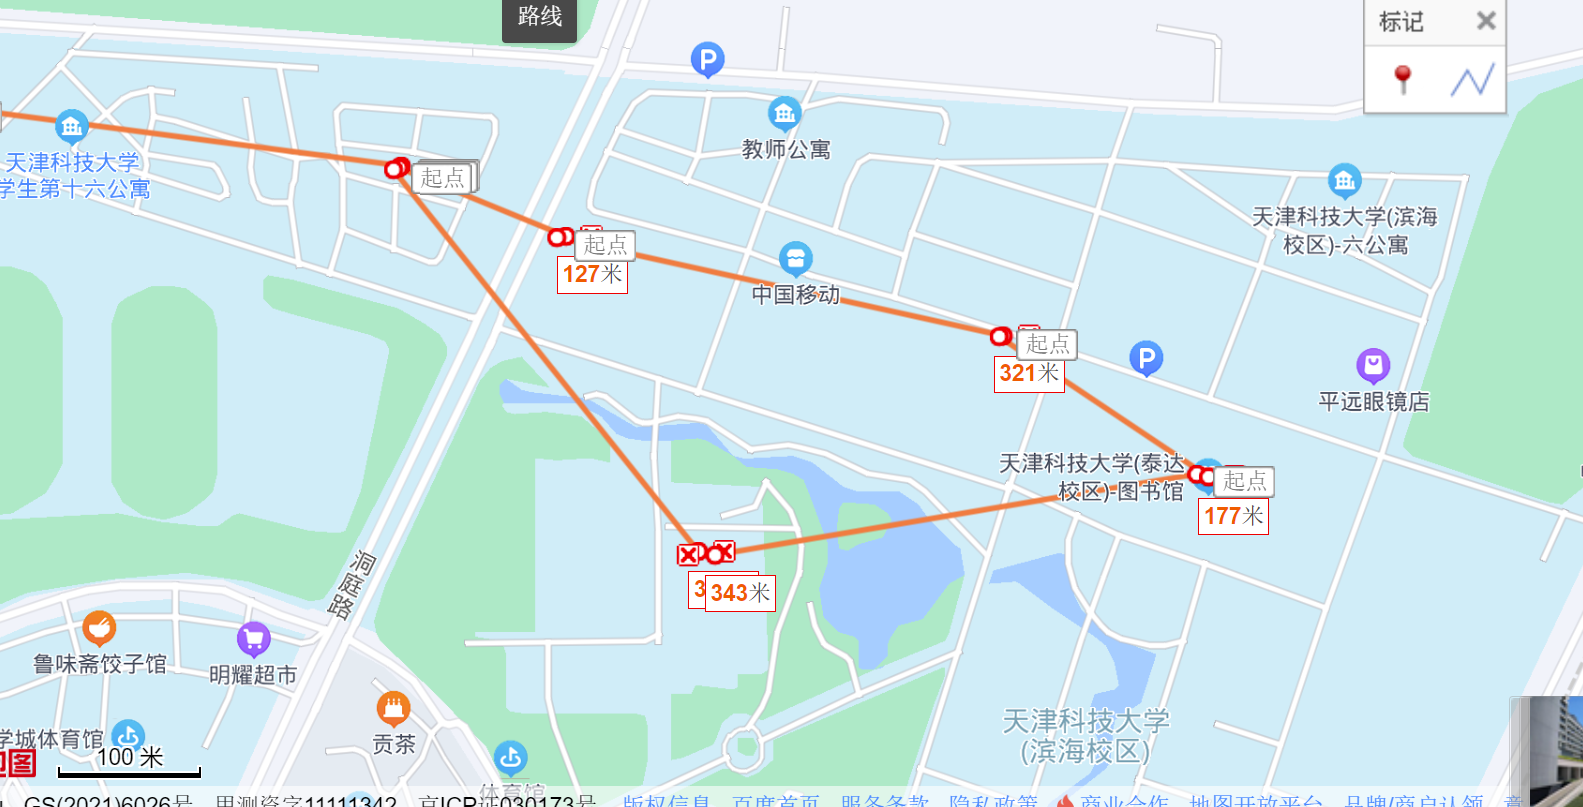 路线
标记
教师公寓
天津科技大学
学生第十六公寓
起点
天津科技大学(滨海
校区)-六公寓
起点
127米
中国移动
起点
321米
平远眼镜店
天津科技大学(泰达
校区)-图书馆
起点
177米
343米
洞庭路
鲁味斋饺子馆
明耀超市
贡茶
天津科技大学
(滨海校区)
学城体育馆
100 米
体育馆
GS(2021)6026号 甲测资字11111342 京ICP证030173号 版权信息 百度首页 服务条款 隐私政策 商业合作 地图开放平台 品牌/商户认领